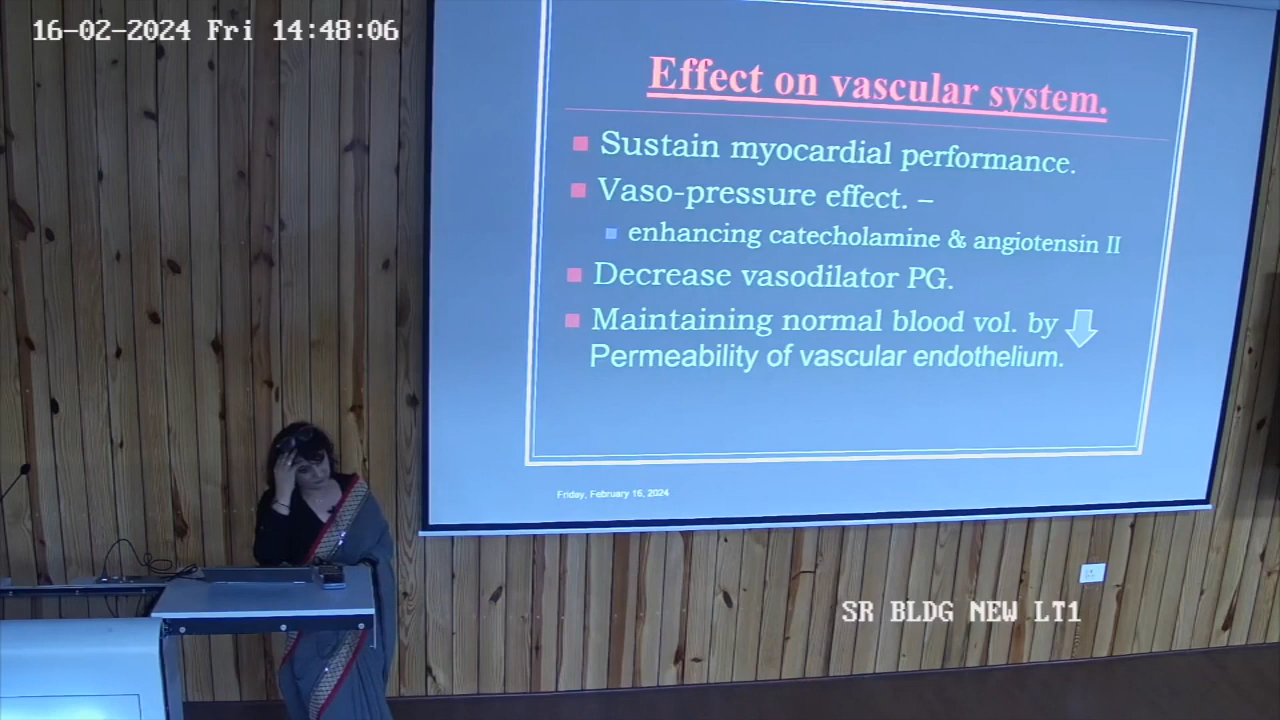 16-02-2024 Fri 14:48:06
Effect on vascular system.
Sustain myocardial performance.
Vaso-pressure effect. –
enhancing catecholamine & angiotensin II
Decrease vasodilator PG.
Maintaining normal blood vol. by
Permeability of vascular endothelium.
Friday, February 16, 2024
SR BLDG NEW LT1